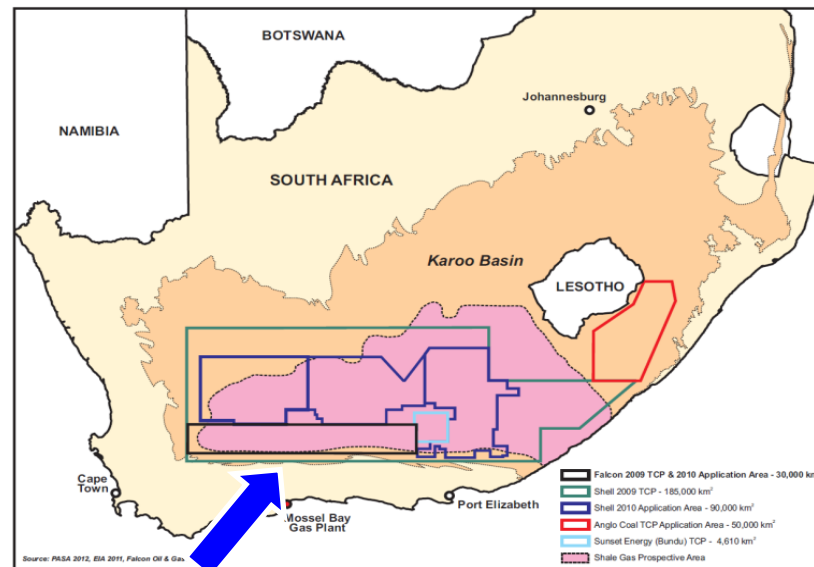 BOTSWANA
Johannesburg
NAMIBIA
SOUTH AFRICA
Karoo Basin
LESOTHO
Cape
Town
Mossel Bay
Gas Plant
Port Elizabeth
Falcon 2009 TCP & 2010 Application Area - 30,000 km
Shell 2009 TCP - 185,000 km²
Shell 2010 Application Area - 90,000 km²
Anglo Coal TCP Application Area - 50,000 km²
Sunset Energy (Bundu) TCP - 4,610 km²
Shale Gas Prospective Area
Source: PASA 2012, EIA 2011, Falcon Oil & Gas